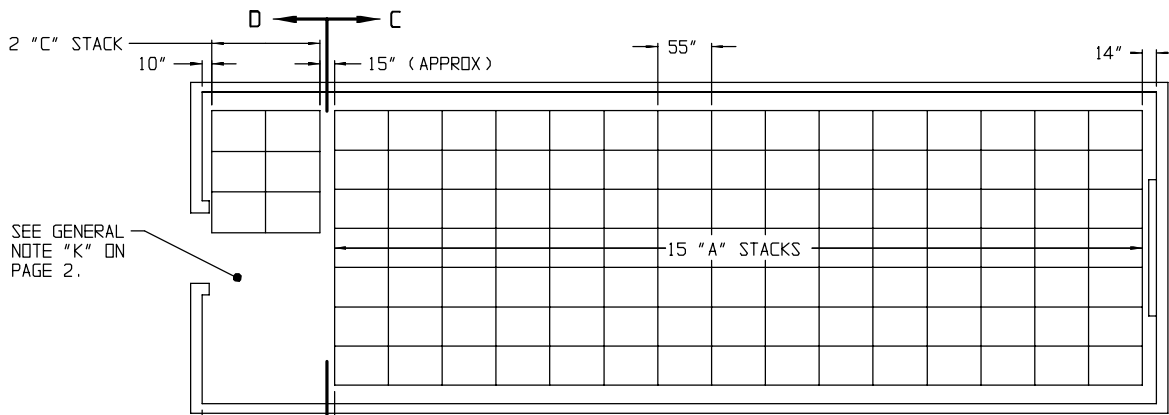 D C
2 "C" STACK
55"
10"
15" (APPROX)
14"
SEE GENERAL
NOTE "K" ON
PAGE 2.
15 "A" STACKS